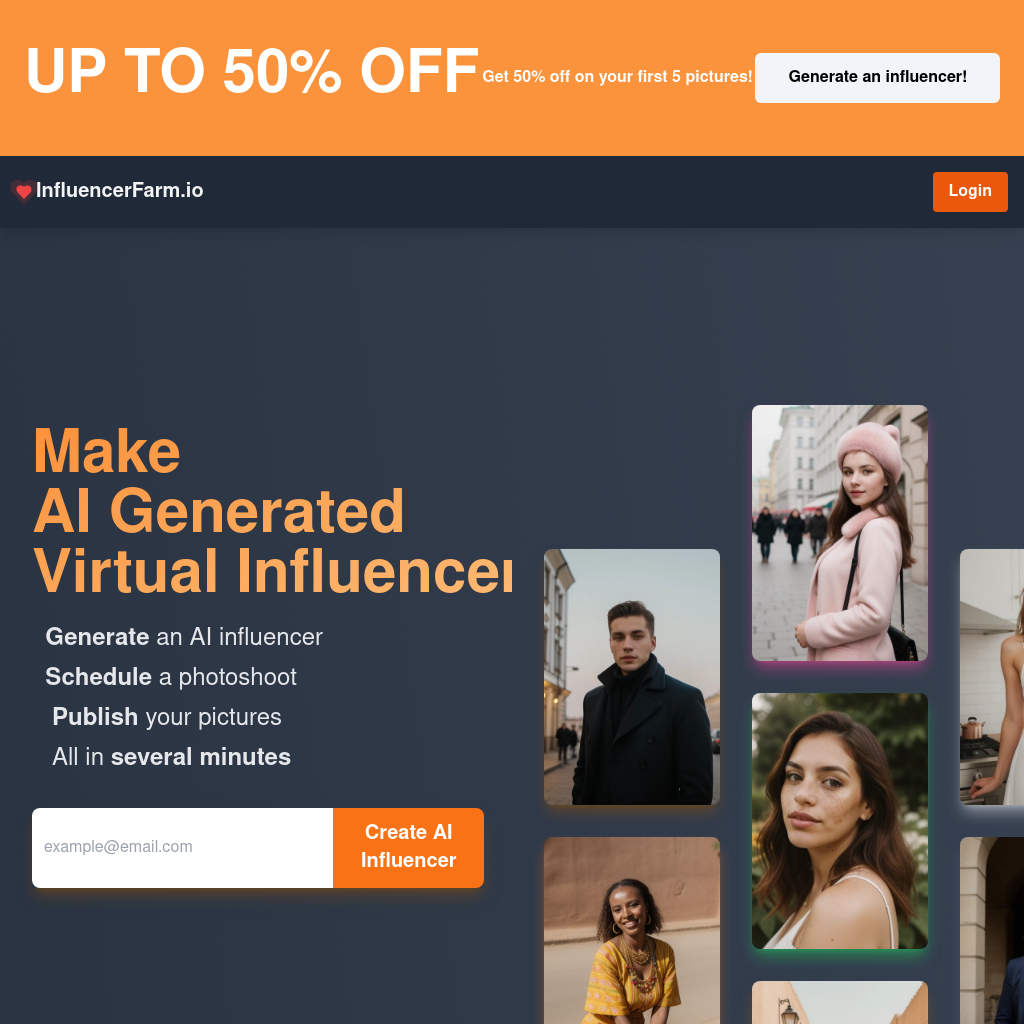 UP TO 50% OFF
Get 50% off on your first 5 pictures!
Generate an influencer!
InfluencerFarm.io
Login
Make
AI Generated
Virtual Influencer
Generate an AI influencer
Schedule a photoshoot
Publish your pictures
All in several minutes
example@email.com
Create AI
Influencer